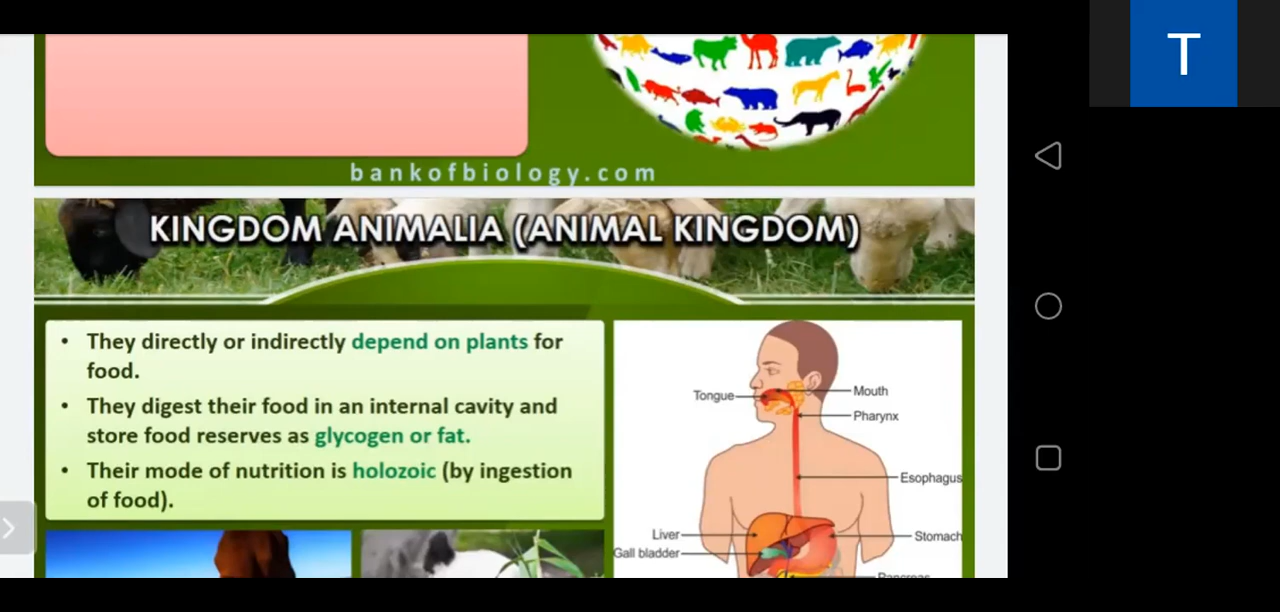 T
bankofbiology.com
KINGDOM ANIMALIA (ANIMAL KINGDOM)
• They directly or indirectly depend on plants for
food.
• They digest their food in an internal cavity and
store food reserves as glycogen or fat.
• Their mode of nutrition is holozoic (by ingestion
of food).
Tongue
Mouth
Pharynx
Esophagus
Liver
Stomach
Gall bladder
Pancreas